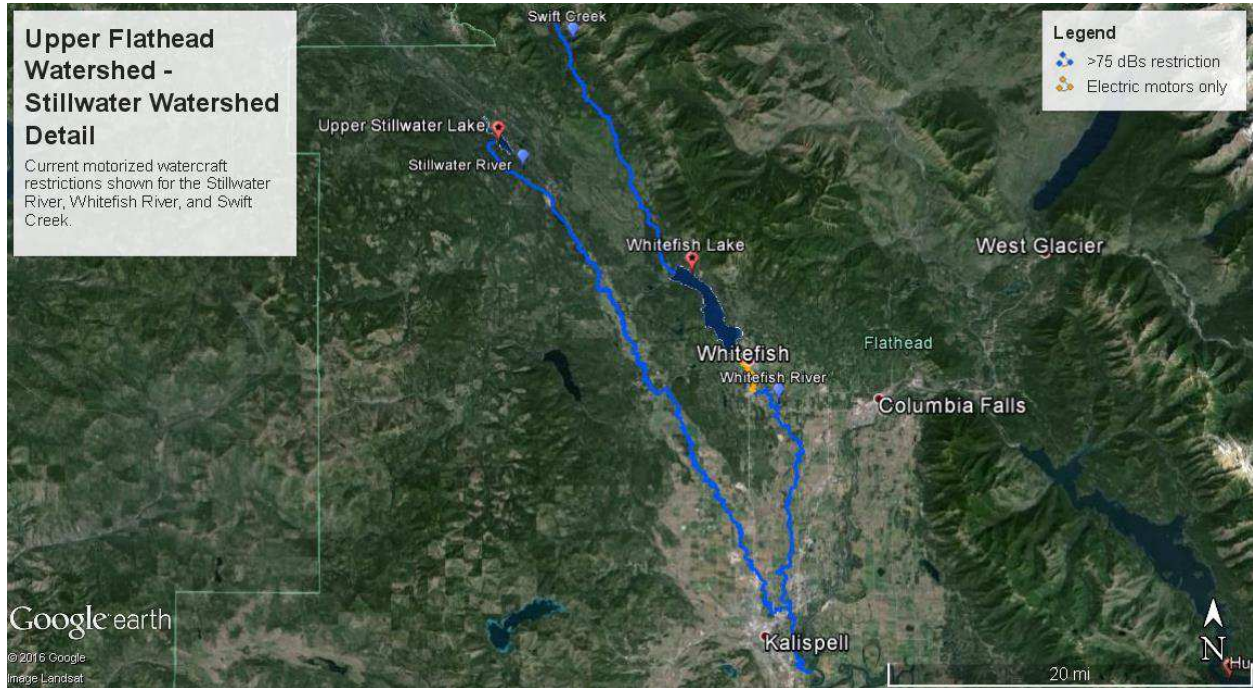 Upper Flathead
Watershed -
Stillwater Watershed
Detail
Current motorized watercraft
restrictions shown for the Stillwater
River, Whitefish River, and Swift
Creek.
Legend
>75 dBs restriction
Electric motors only
Swift Creek
Upper Stillwater Lake
Stillwater River
Whitefish Lake
West Glacier
Whitefish
Flathead
Whitefish River
Columbia Falls
Kalispell
Google earth
© 2016 Google
Image Landsat
N
20 mi
Hu